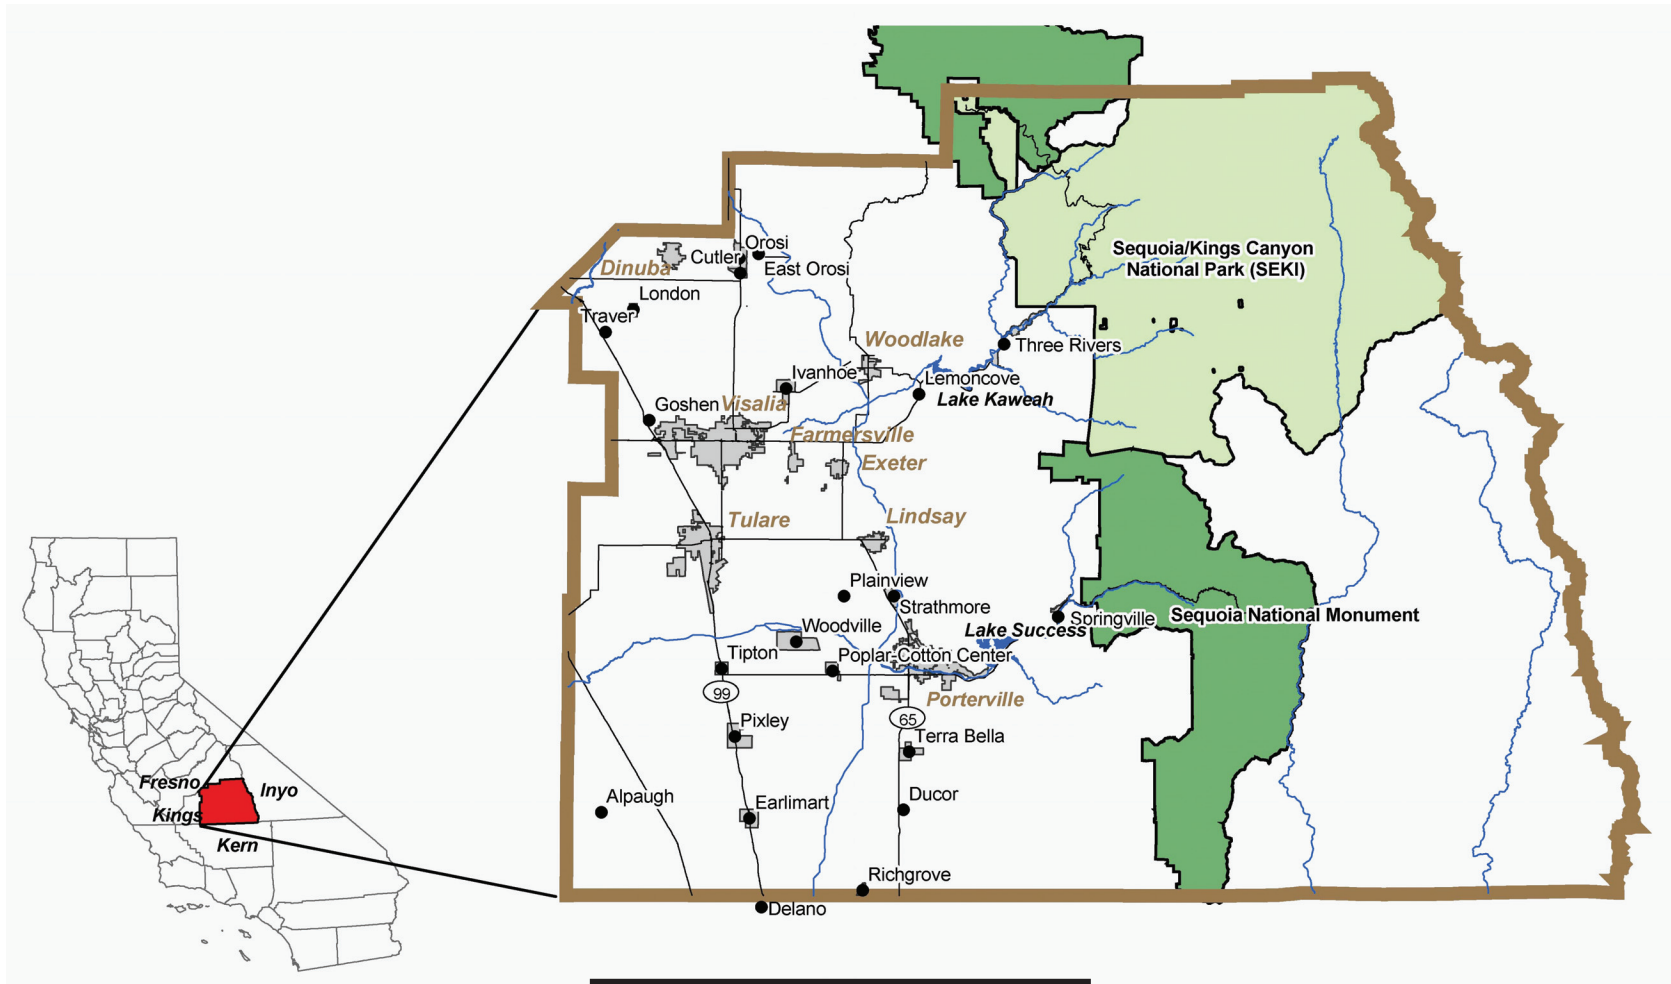 Sequoia/Kings Canyon
National Park (SEKI)
Orosi
Cutler
East Orosi
Dinuba
London
Traver
Woodlake
Three Rivers
Ivanhoe
Lemoncove
Lake Kaweah
Goshen
Visalia
Farmersville
Exeter
Tulare
Lindsay
Plainview
Strathmore
Springville
Sequoia National Monument
Lake Success
Woodville
Tipton
Poplar-Cotton Center
99
Porterville
65
Pixley
Terra Bella
Alpaugh
Earlimart
Ducor
Richgrove
Delano
Fresno
Inyo
Kings
Kern